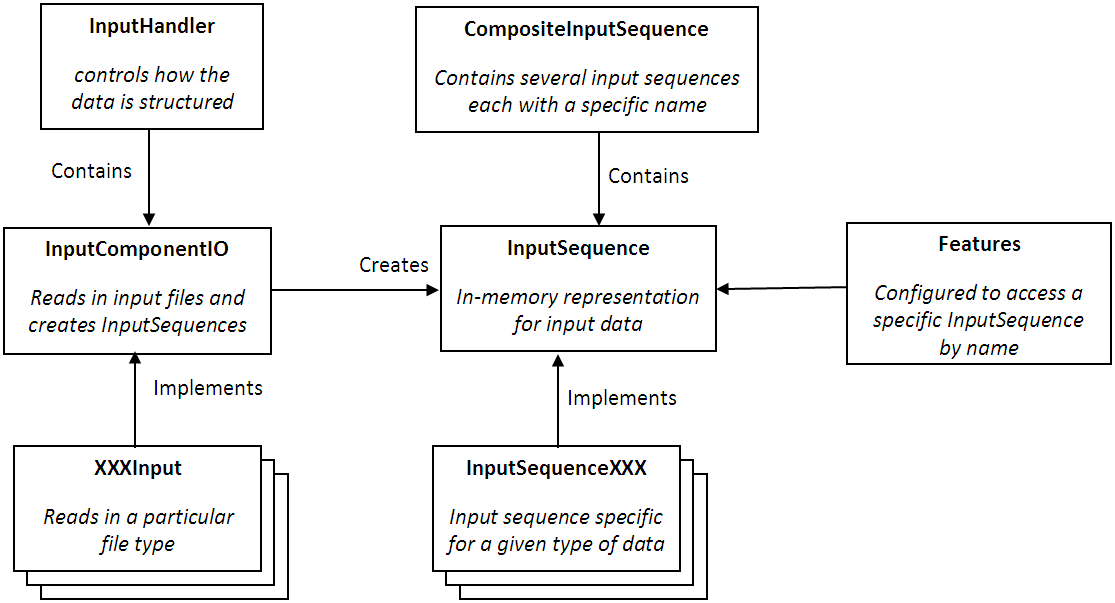 InputHandler
controls how the
data is structured
CompositeInputSequence
Contains several input sequences
each with a specific name
Contains
Contains
InputComponentIO
Reads in input files and
creates InputSequences
Creates
InputSequence
In-memory representation
for input data
Features
Configured to access a
specific InputSequence
by name
Implements
Implements
XXXInput
Reads in a particular
file type
InputSequenceXXX
Input sequence specific
for a given type of data